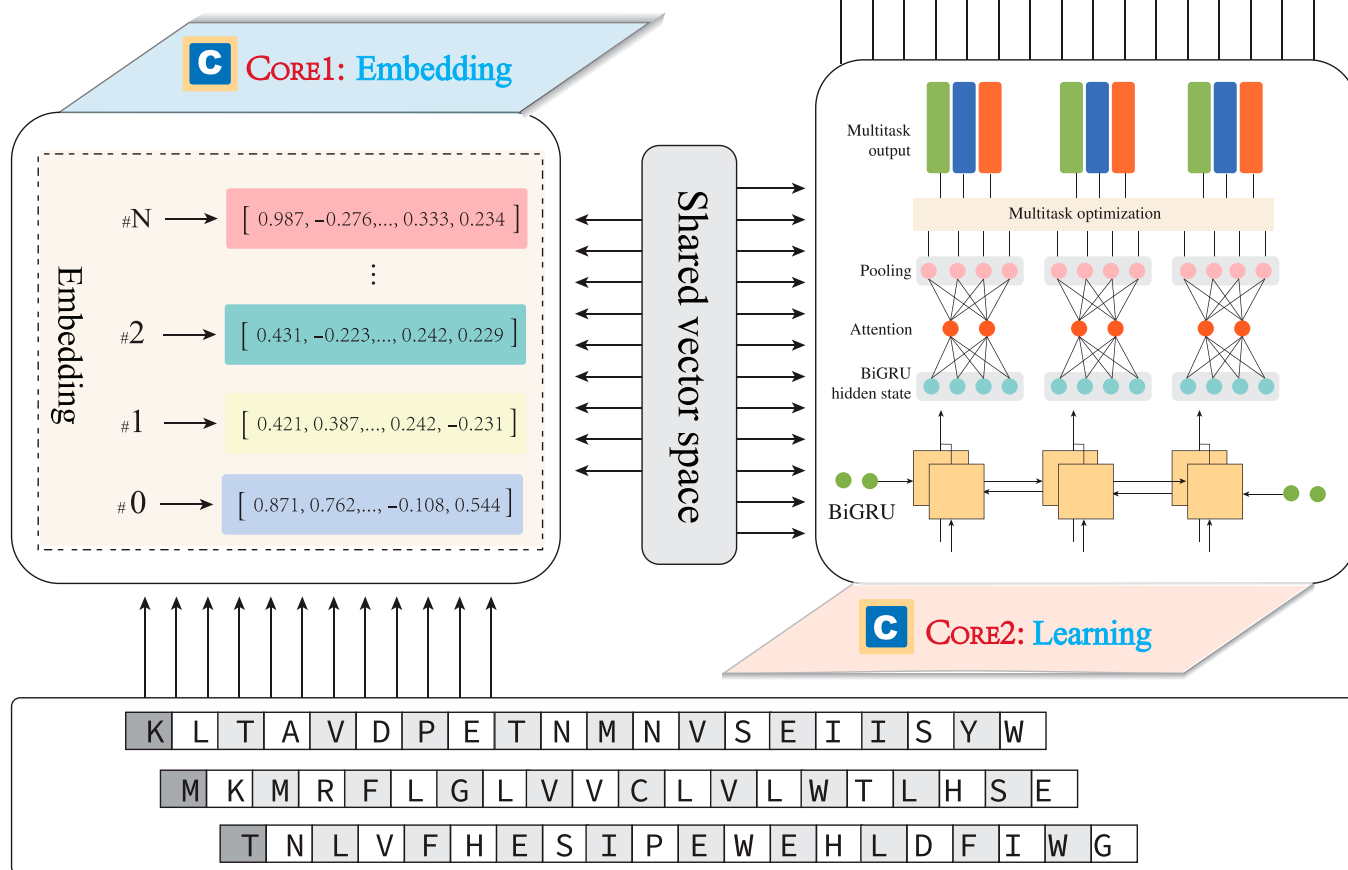 C CORE1: Embedding
Embedding
#N [ 0.987, −0.276,..., 0.333, 0.234 ]
⋮
#2 [ 0.431, −0.223,..., 0.242, 0.229 ]
#1 [ 0.421, 0.387,..., 0.242, −0.231 ]
#0 [ 0.871, 0.762,..., −0.108, 0.544 ]
Shared vector space
Multitask
output
Multitask optimization
Pooling
Attention
BiGRU
hidden state
BiGRU
C CORE2: Learning
K L T A V D P E T N M N V S E I I S Y W
M K M R F L G L V V C L V L W T L H S E
T N L V F H E S I P E W E H L D F I W G